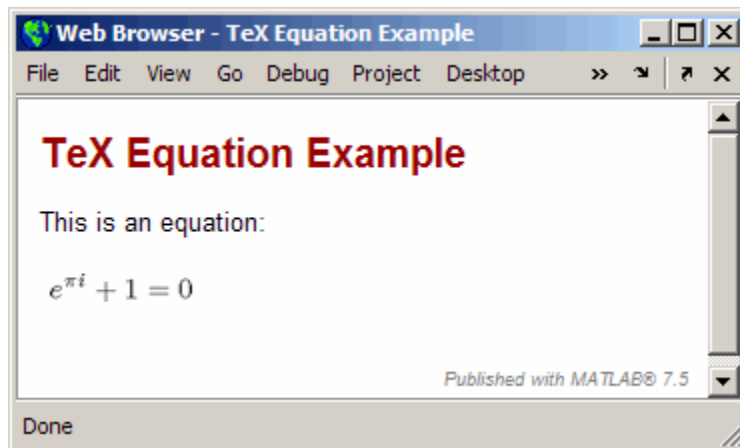 Web Browser - TeX Equation Example
File Edit View Go Debug Project Desktop »
TeX Equation Example
This is an equation:
e^{πi} + 1 = 0
Published with MATLAB® 7.5
Done